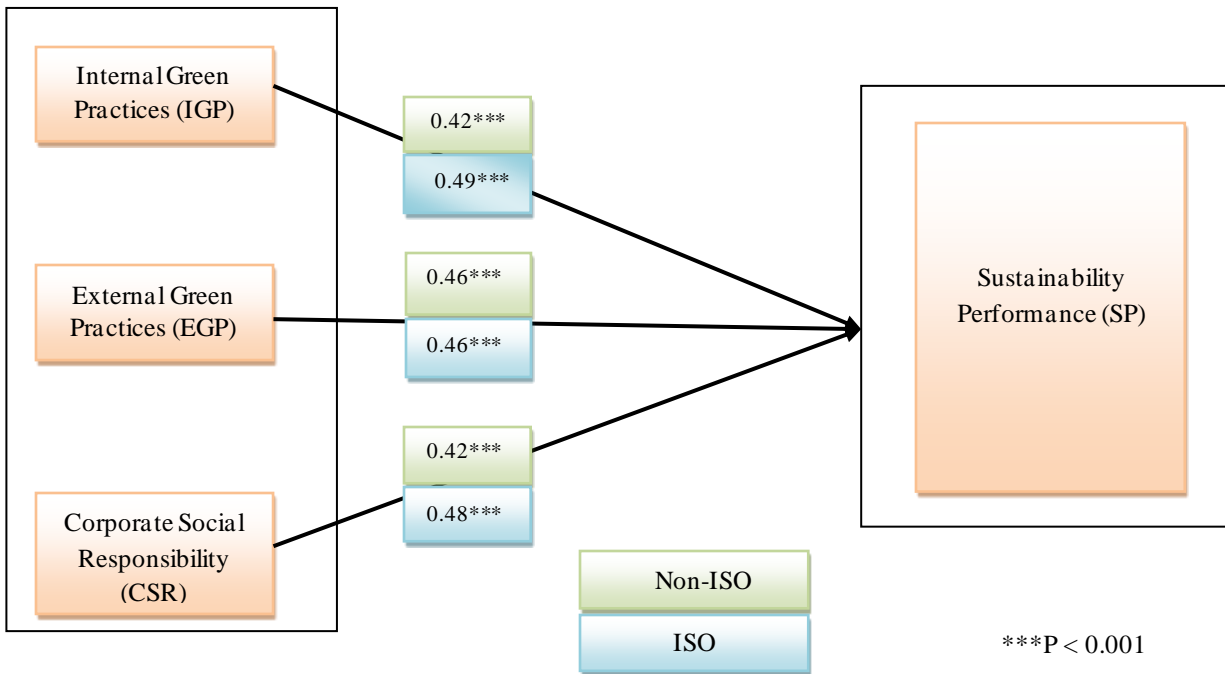 Internal Green
Practices (IGP)
0.42***
0.49***
External Green
Practices (EGP)
0.46***
0.46***
Sustainability
Performance (SP)
Corporate Social
Responsibility
(CSR)
0.42***
0.48***
Non-ISO
ISO
***P < 0.001